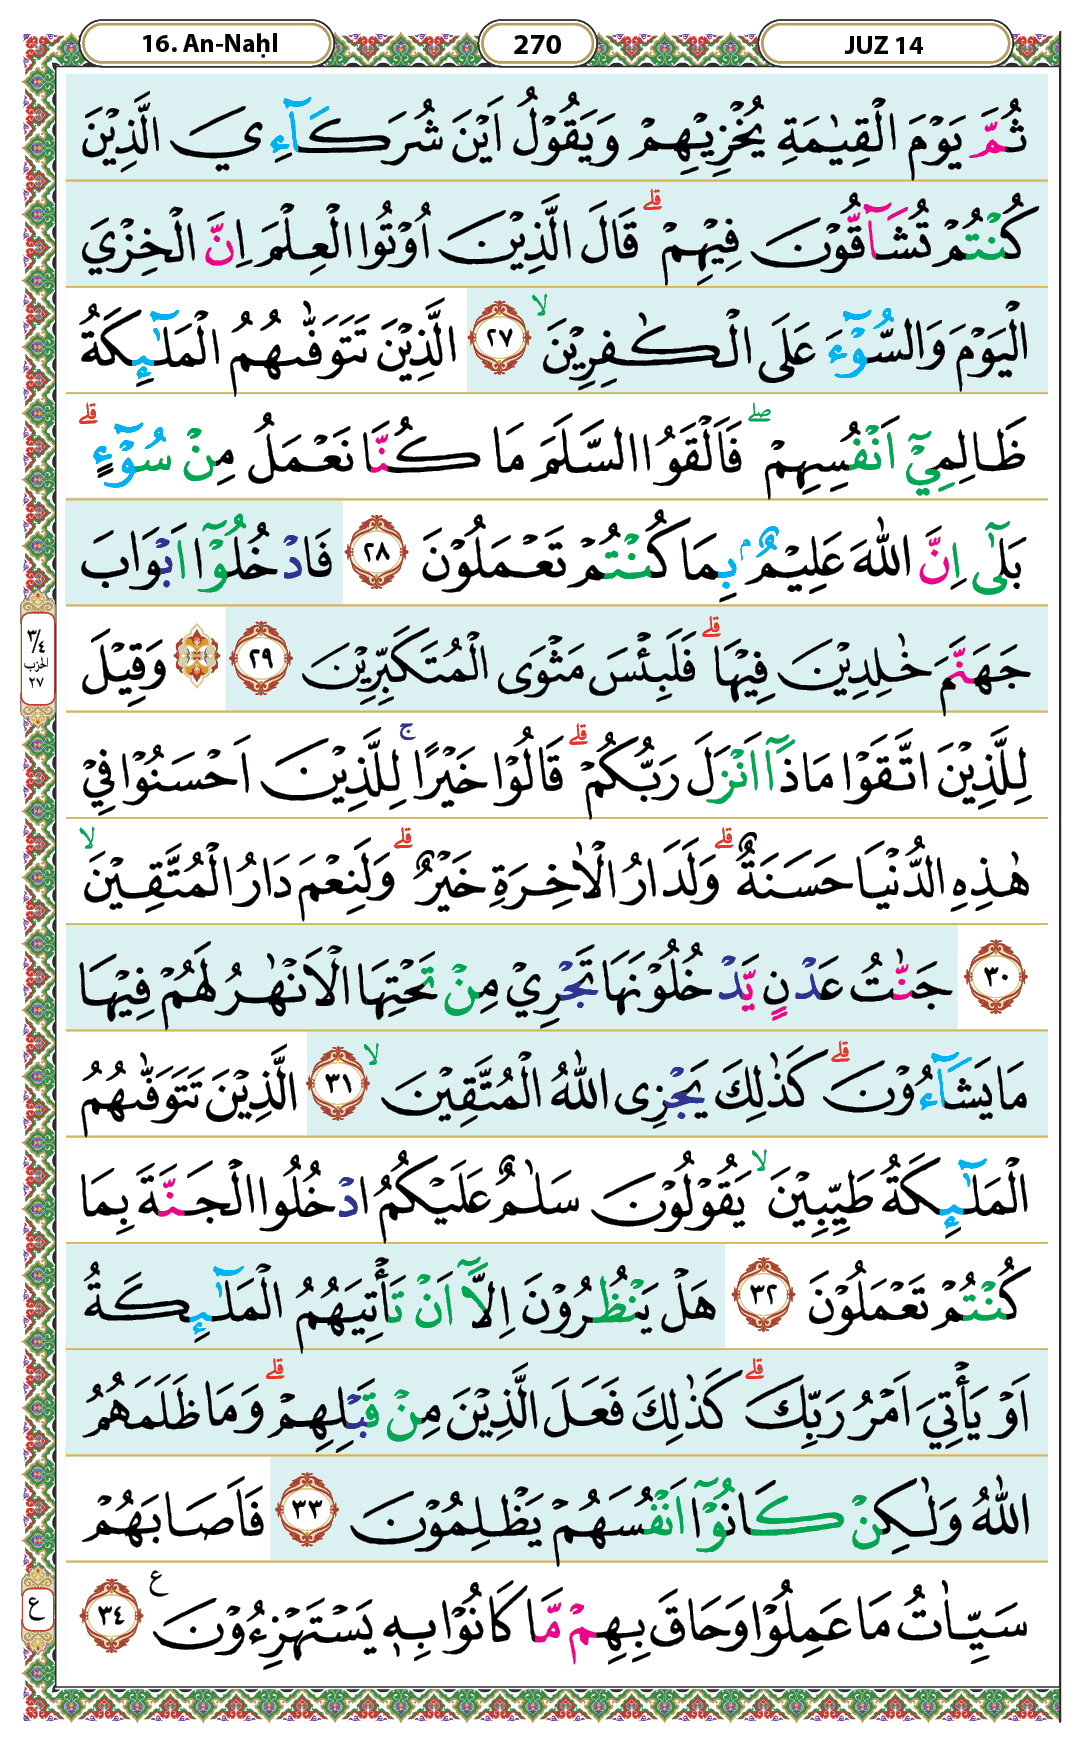 16. An-Naḥl
270
JUZ 14
ثُمَّ يَوْمَ الْقِيٰمَةِ يُخْزِيْهِمْ وَيَقُوْلُ اَيْنَ شُرَكَاۤءِيَ الَّذِيْنَ
كُنْتُمْ تُشَاۤقُّوْنَ فِيْهِمْ ۗ قَالَ الَّذِيْنَ اُوْتُوا الْعِلْمَ اِنَّ الْخِزْيَ
الْيَوْمَ وَالسُّوْۤءَ عَلَى الْكٰفِرِيْنَ ۙ ٢٧ الَّذِيْنَ تَتَوَفّٰىهُمُ الْمَلٰۤىِٕكَةُ
ظَالِمِيْٓ اَنْفُسِهِمْ ۖ فَاَلْقَوُا السَّلَمَ مَا كُنَّا نَعْمَلُ مِنْ سُوْۤءٍ ۗ
بَلٰٓى اِنَّ اللّٰهَ عَلِيْمٌۢ بِمَا كُنْتُمْ تَعْمَلُوْنَ ٢٨ فَادْخُلُوْٓا اَبْوَابَ
جَهَنَّمَ خٰلِدِيْنَ فِيْهَا ۗ فَلَبِئْسَ مَثْوَى الْمُتَكَبِّرِيْنَ ٢٩ ۞ وَقِيْلَ
٣/٤
الحزب
٢٧
لِلَّذِيْنَ اتَّقَوْا مَاذَآ اَنْزَلَ رَبُّكُمْ ۗ قَالُوْا خَيْرًا ۚ لِلَّذِيْنَ اَحْسَنُوْا فِيْ
هٰذِهِ الدُّنْيَا حَسَنَةٌ ۗ وَلَدَارُ الْاٰخِرَةِ خَيْرٌ ۗ وَلَنِعْمَ دَارُ الْمُتَّقِيْنَ ۙ
٣٠ جَنّٰتُ عَدْنٍ يَّدْخُلُوْنَهَا تَجْرِيْ مِنْ تَحْتِهَا الْاَنْهٰرُ لَهُمْ فِيْهَا
مَا يَشَاۤءُوْنَ ۗ كَذٰلِكَ يَجْزِى اللّٰهُ الْمُتَّقِيْنَ ۙ ٣١ الَّذِيْنَ تَتَوَفّٰىهُمُ
الْمَلٰۤىِٕكَةُ طَيِّبِيْنَ ۙ يَقُوْلُوْنَ سَلٰمٌ عَلَيْكُمُ ادْخُلُوا الْجَنَّةَ بِمَا
كُنْتُمْ تَعْمَلُوْنَ ٣٢ هَلْ يَنْظُرُوْنَ اِلَّآ اَنْ تَأْتِيَهُمُ الْمَلٰۤىِٕكَةُ
اَوْ يَأْتِيَ اَمْرُ رَبِّكَ ۗ كَذٰلِكَ فَعَلَ الَّذِيْنَ مِنْ قَبْلِهِمْ ۗ وَمَا ظَلَمَهُمُ
اللّٰهُ وَلٰكِنْ كَانُوْٓا اَنْفُسَهُمْ يَظْلِمُوْنَ ٣٣ فَاَصَابَهُمْ
سَيِّاٰتُ مَا عَمِلُوْا وَحَاقَ بِهِمْ مَّا كَانُوْا بِهٖ يَسْتَهْزِءُوْنَ ࣖ ٣٤
ع